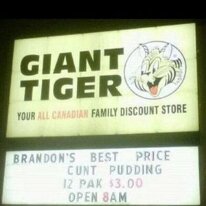 GIANT
TIGER
YOUR ALL CANADIAN FAMILY DISCOUNT STORE
BRANDON'S BEST PRICE
CUNT PUDDING
12 PAK $3.00
OPEN 8AM